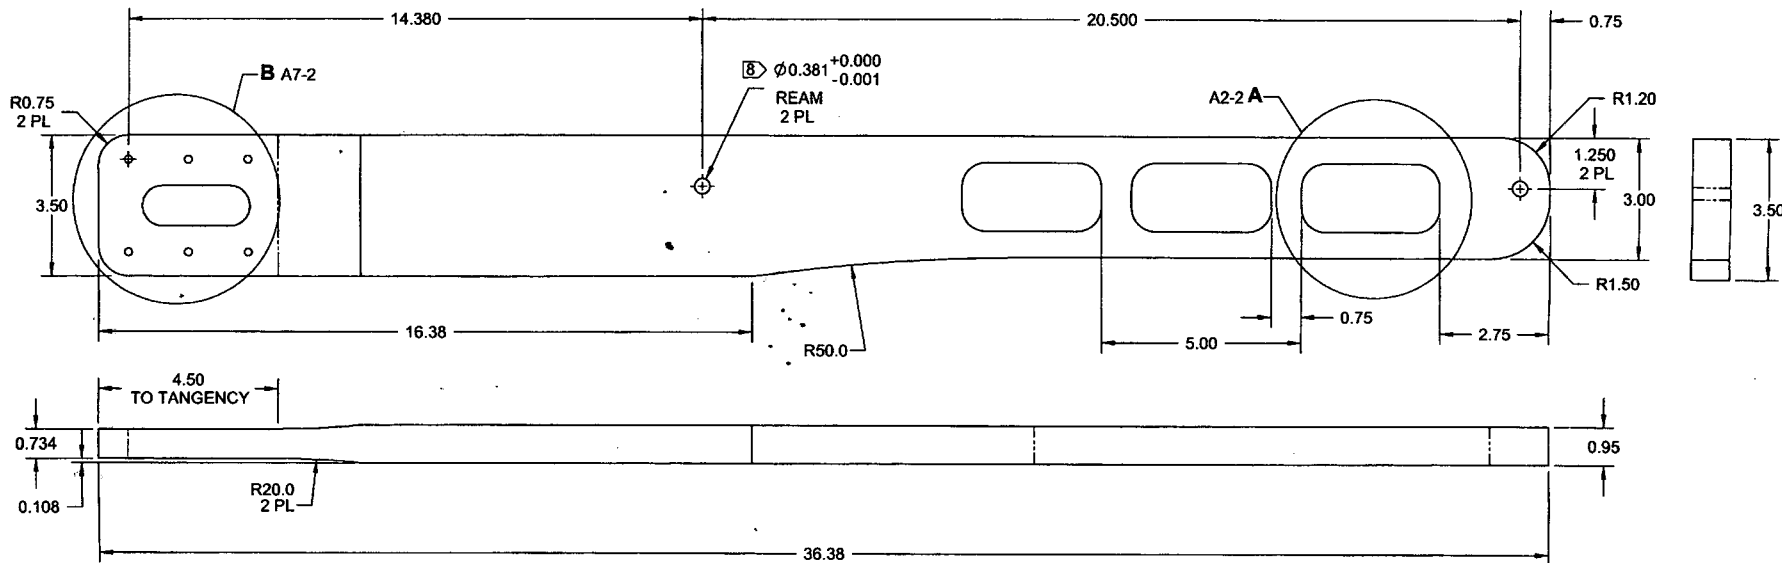 14.380
20.500
0.75
B A7-2
8 Ø0.381 +0.000
-0.001
REAM
2 PL
A2-2 A
R1.20
R0.75
2 PL
1.250
2 PL
3.50
3.00
3.50
R1.50
16.38
R50.0
0.75
5.00
2.75
4.50
TO TANGENCY
0.734
0.95
R20.0
2 PL
0.108
36.38